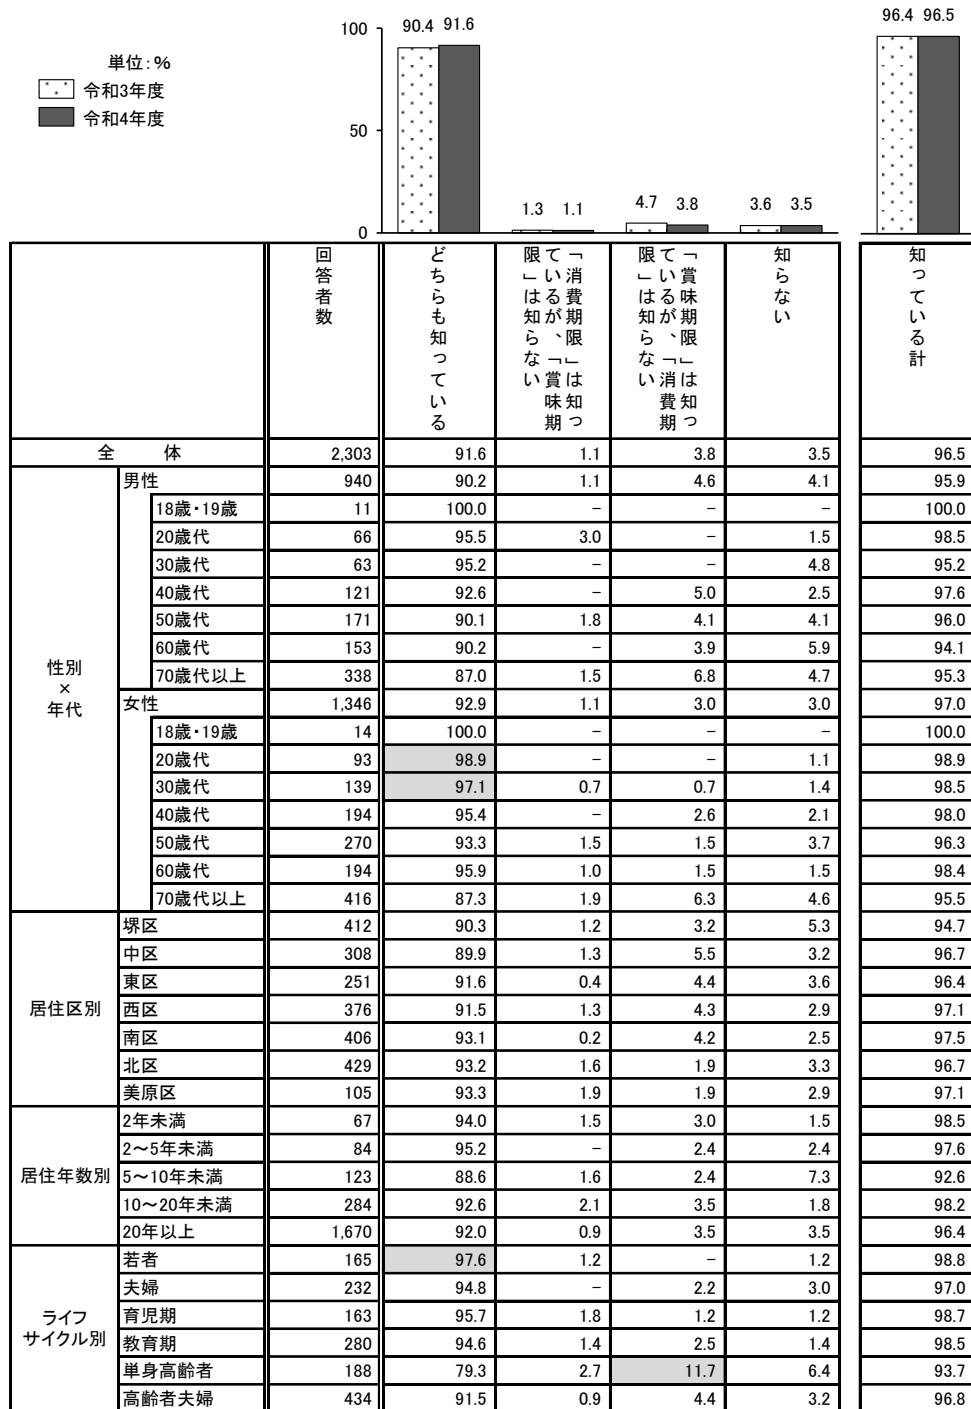 単位：％
令和3年度
令和4年度
100
50
0
90.4 91.6
1.3 1.1
4.7 3.8
3.6 3.5
96.4 96.5
回答者数
どちらも知っている
「消費期限」は知っているが、「賞味期限」は知らない
「賞味期限」は知っているが、「消費期限」は知らない
知らない
知っている計
全 体 2,303 91.6 1.1 3.8 3.5 96.5
性別×年代
男性 940 90.2 1.1 4.6 4.1 95.9
18歳・19歳 11 100.0 － － － 100.0
20歳代 66 95.5 3.0 － 1.5 98.5
30歳代 63 95.2 － － 4.8 95.2
40歳代 121 92.6 － 5.0 2.5 97.6
50歳代 171 90.1 1.8 4.1 4.1 96.0
60歳代 153 90.2 － 3.9 5.9 94.1
70歳代以上 338 87.0 1.5 6.8 4.7 95.3
女性 1,346 92.9 1.1 3.0 3.0 97.0
18歳・19歳 14 100.0 － － － 100.0
20歳代 93 98.9 － － 1.1 98.9
30歳代 139 97.1 0.7 0.7 1.4 98.5
40歳代 194 95.4 － 2.6 2.1 98.0
50歳代 270 93.3 1.5 1.5 3.7 96.3
60歳代 194 95.9 1.0 1.5 1.5 98.4
70歳代以上 416 87.3 1.9 6.3 4.6 95.5
居住区別
堺区 412 90.3 1.2 3.2 5.3 94.7
中区 308 89.9 1.3 5.5 3.2 96.7
東区 251 91.6 0.4 4.4 3.6 96.4
西区 376 91.5 1.3 4.3 2.9 97.1
南区 406 93.1 0.2 4.2 2.5 97.5
北区 429 93.2 1.6 1.9 3.3 96.7
美原区 105 93.3 1.9 1.9 2.9 97.1
居住年数別
2年未満 67 94.0 1.5 3.0 1.5 98.5
2～5年未満 84 95.2 － 2.4 2.4 97.6
5～10年未満 123 88.6 1.6 2.4 7.3 92.6
10～20年未満 284 92.6 2.1 3.5 1.8 98.2
20年以上 1,670 92.0 0.9 3.5 3.5 96.4
ライフサイクル別
若者 165 97.6 1.2 － 1.2 98.8
夫婦 232 94.8 － 2.2 3.0 97.0
育児期 163 95.7 1.8 1.2 1.2 98.7
教育期 280 94.6 1.4 2.5 1.4 98.5
単身高齢者 188 79.3 2.7 11.7 6.4 93.7
高齢者夫婦 434 91.5 0.9 4.4 3.2 96.8